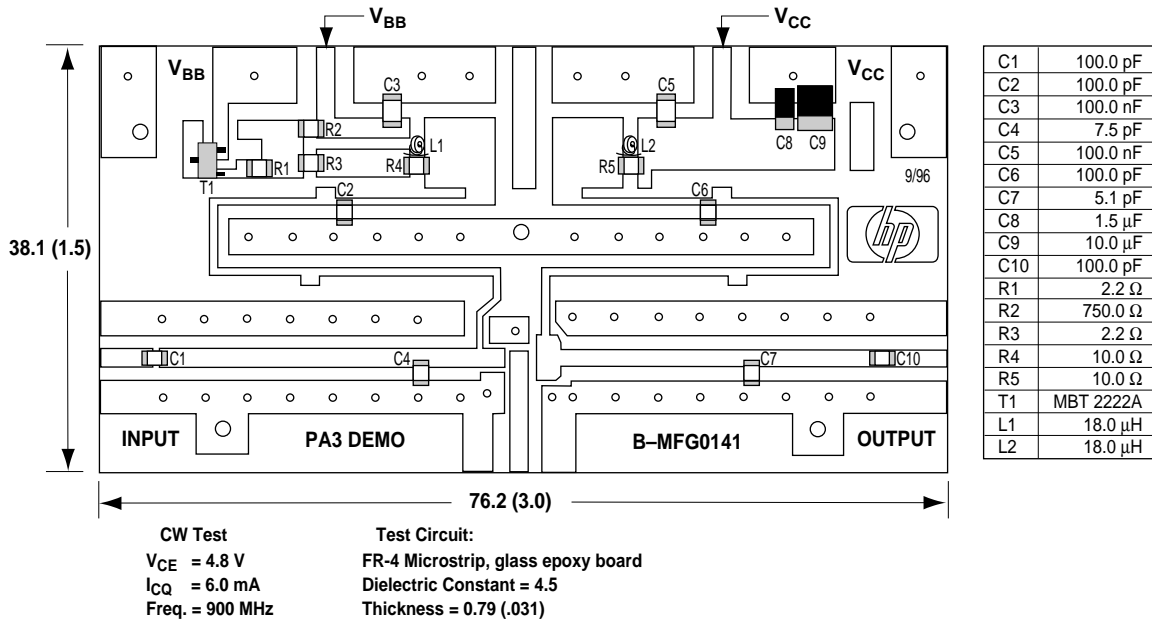 VBB
VCC
VBB
VCC
C3
C5
R2
L1
L2
C8
C9
R1
R3
R4
R5
T1
9/96
C2
C6
hp
38.1 (1.5)
C1
C4
C7
C10
INPUT
PA3 DEMO
B–MFG0141
OUTPUT
76.2 (3.0)
C1 100.0 pF
C2 100.0 pF
C3 100.0 nF
C4 7.5 pF
C5 100.0 nF
C6 100.0 pF
C7 5.1 pF
C8 1.5 µF
C9 10.0 µF
C10 100.0 pF
R1 2.2 Ω
R2 750.0 Ω
R3 2.2 Ω
R4 10.0 Ω
R5 10.0 Ω
T1 MBT 2222A
L1 18.0 µH
L2 18.0 µH
CW Test
VCE = 4.8 V
ICQ = 6.0 mA
Freq. = 900 MHz
Test Circuit:
FR-4 Microstrip, glass epoxy board
Dielectric Constant = 4.5
Thickness = 0.79 (.031)